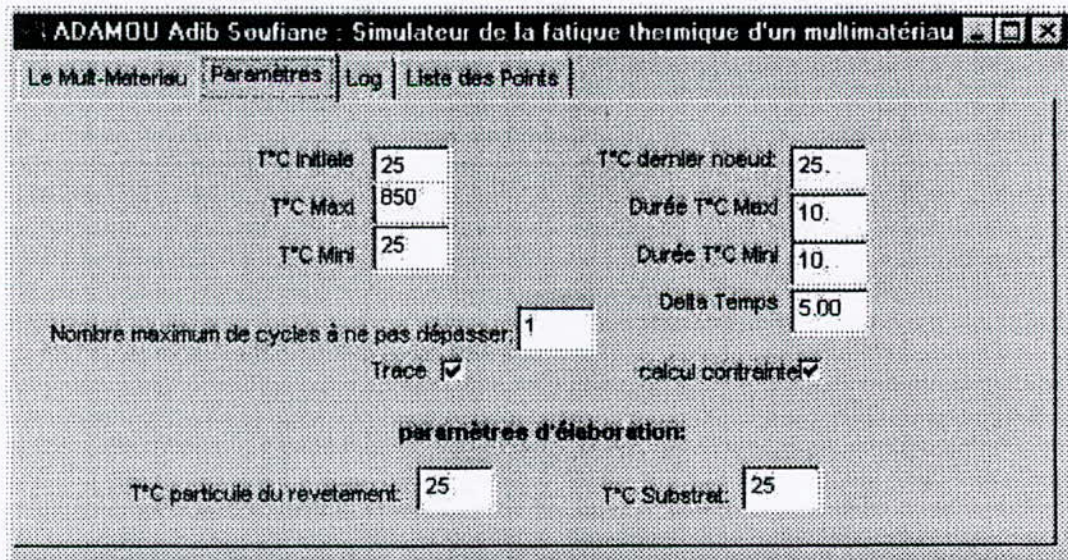 ADAMOU Adib Soufiane : Simulateur de la fatigue thermique d'un multimatériau
Le Mult-Materiau Paramètres Log Liste des Points
T°C Initiale 25 T°C dernier noeud: 25.
T°C Maxi 850 Durée T°C Maxi 10.
T°C Mini 25 Durée T°C Mini 10.
Delta Temps 5.00
Nombre maximum de cycles à ne pas dépasser: 1
Trace calcul contrainte
paramètres d'élaboration:
T°C particule du revetement: 25 T°C Substrat: 25